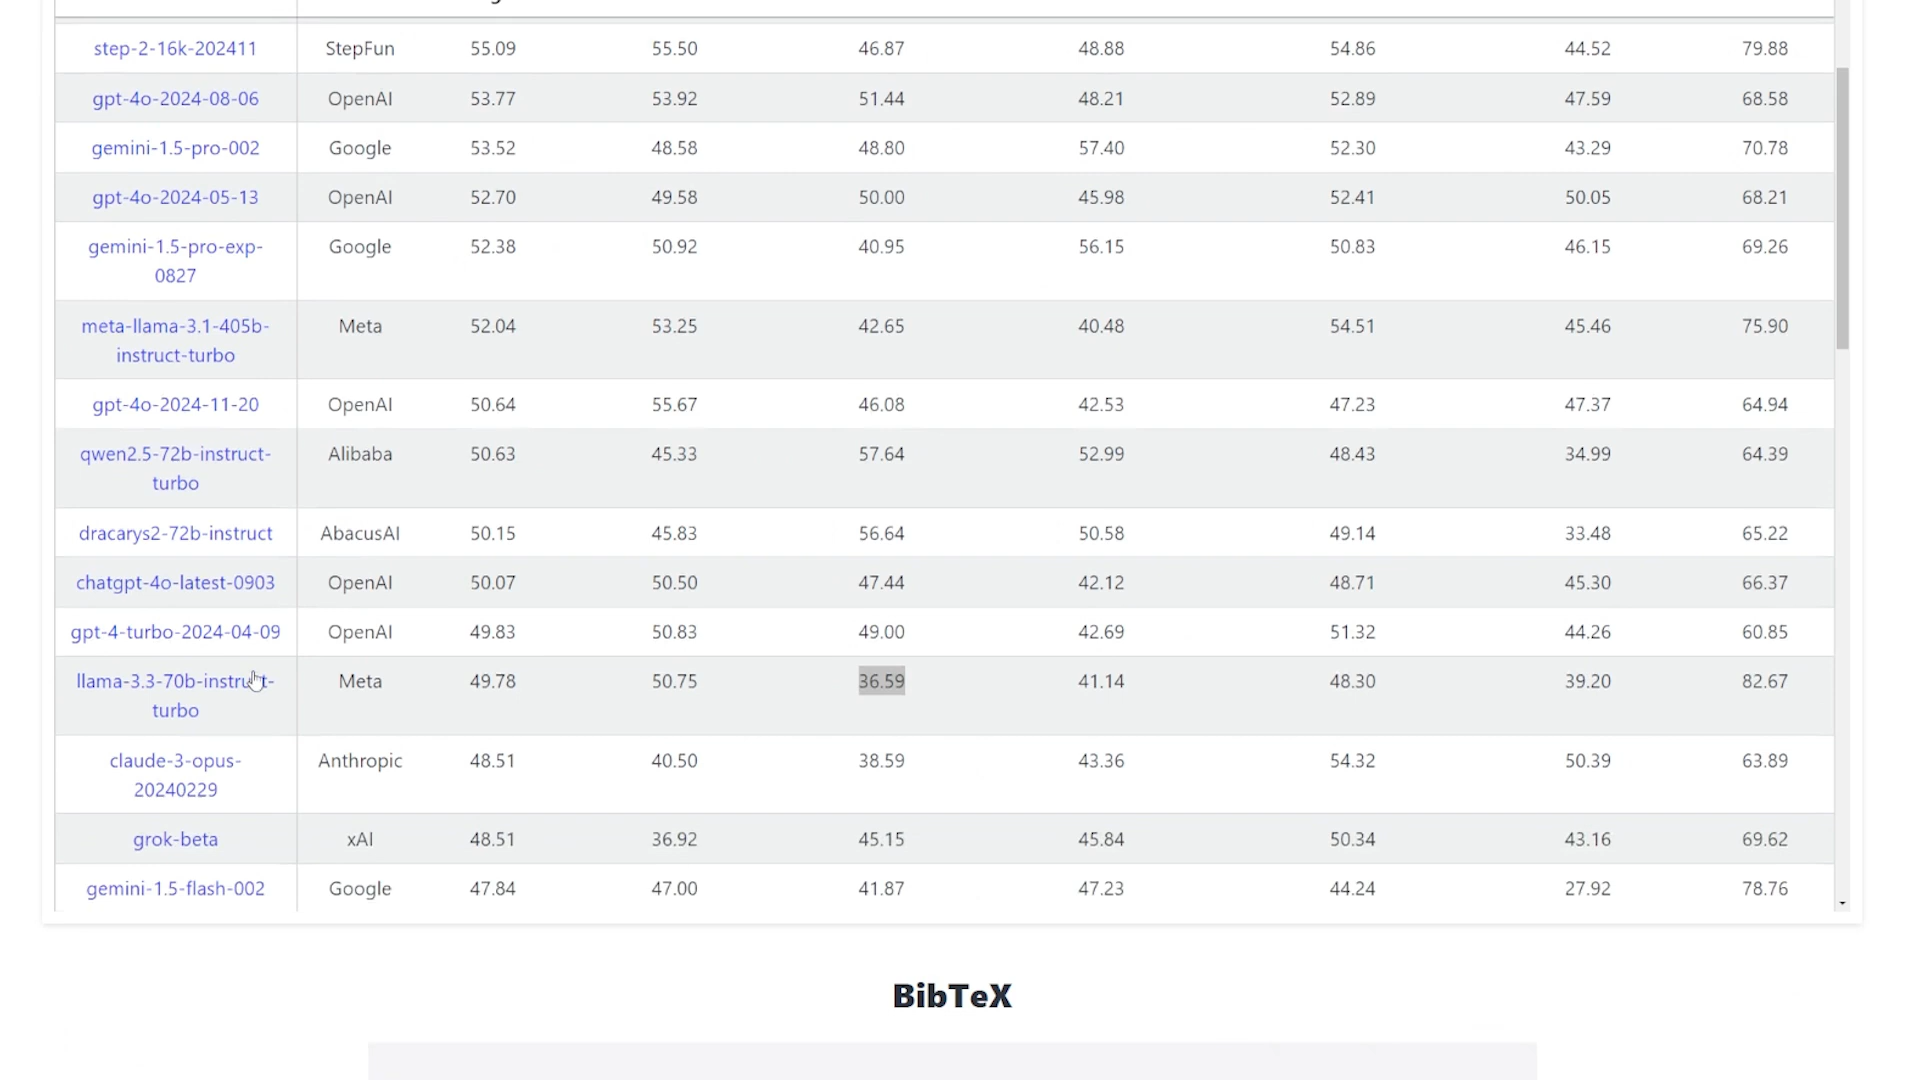 step-2-16k-202411 StepFun 55.09 55.50 46.87 48.88 54.86 44.52 79.88
gpt-4o-2024-08-06 OpenAI 53.77 53.92 51.44 48.21 52.89 47.59 68.58
gemini-1.5-pro-002 Google 53.52 48.58 48.80 57.40 52.30 43.29 70.78
gpt-4o-2024-05-13 OpenAI 52.70 49.58 50.00 45.98 52.41 50.05 68.21
gemini-1.5-pro-exp- Google 52.38 50.92 40.95 56.15 50.83 46.15 69.26
0827
meta-llama-3.1-405b- Meta 52.04 53.25 42.65 40.48 54.51 45.46 75.90
instruct-turbo
gpt-4o-2024-11-20 OpenAI 50.64 55.67 46.08 42.53 47.23 47.37 64.94
qwen2.5-72b-instruct- Alibaba 50.63 45.33 57.64 52.99 48.43 34.99 64.39
turbo
dracarys2-72b-instruct AbacusAI 50.15 45.83 56.64 50.58 49.14 33.48 65.22
chatgpt-4o-latest-0903 OpenAI 50.07 50.50 47.44 42.12 48.71 45.30 66.37
gpt-4-turbo-2024-04-09 OpenAI 49.83 50.83 49.00 42.69 51.32 44.26 60.85
llama-3.3-70b-instruct- Meta 49.78 50.75 36.59 41.14 48.30 39.20 82.67
turbo
claude-3-opus- Anthropic 48.51 40.50 38.59 43.36 54.32 50.39 63.89
20240229
grok-beta xAI 48.51 36.92 45.15 45.84 50.34 43.16 69.62
gemini-1.5-flash-002 Google 47.84 47.00 41.87 47.23 44.24 27.92 78.76
BibTeX